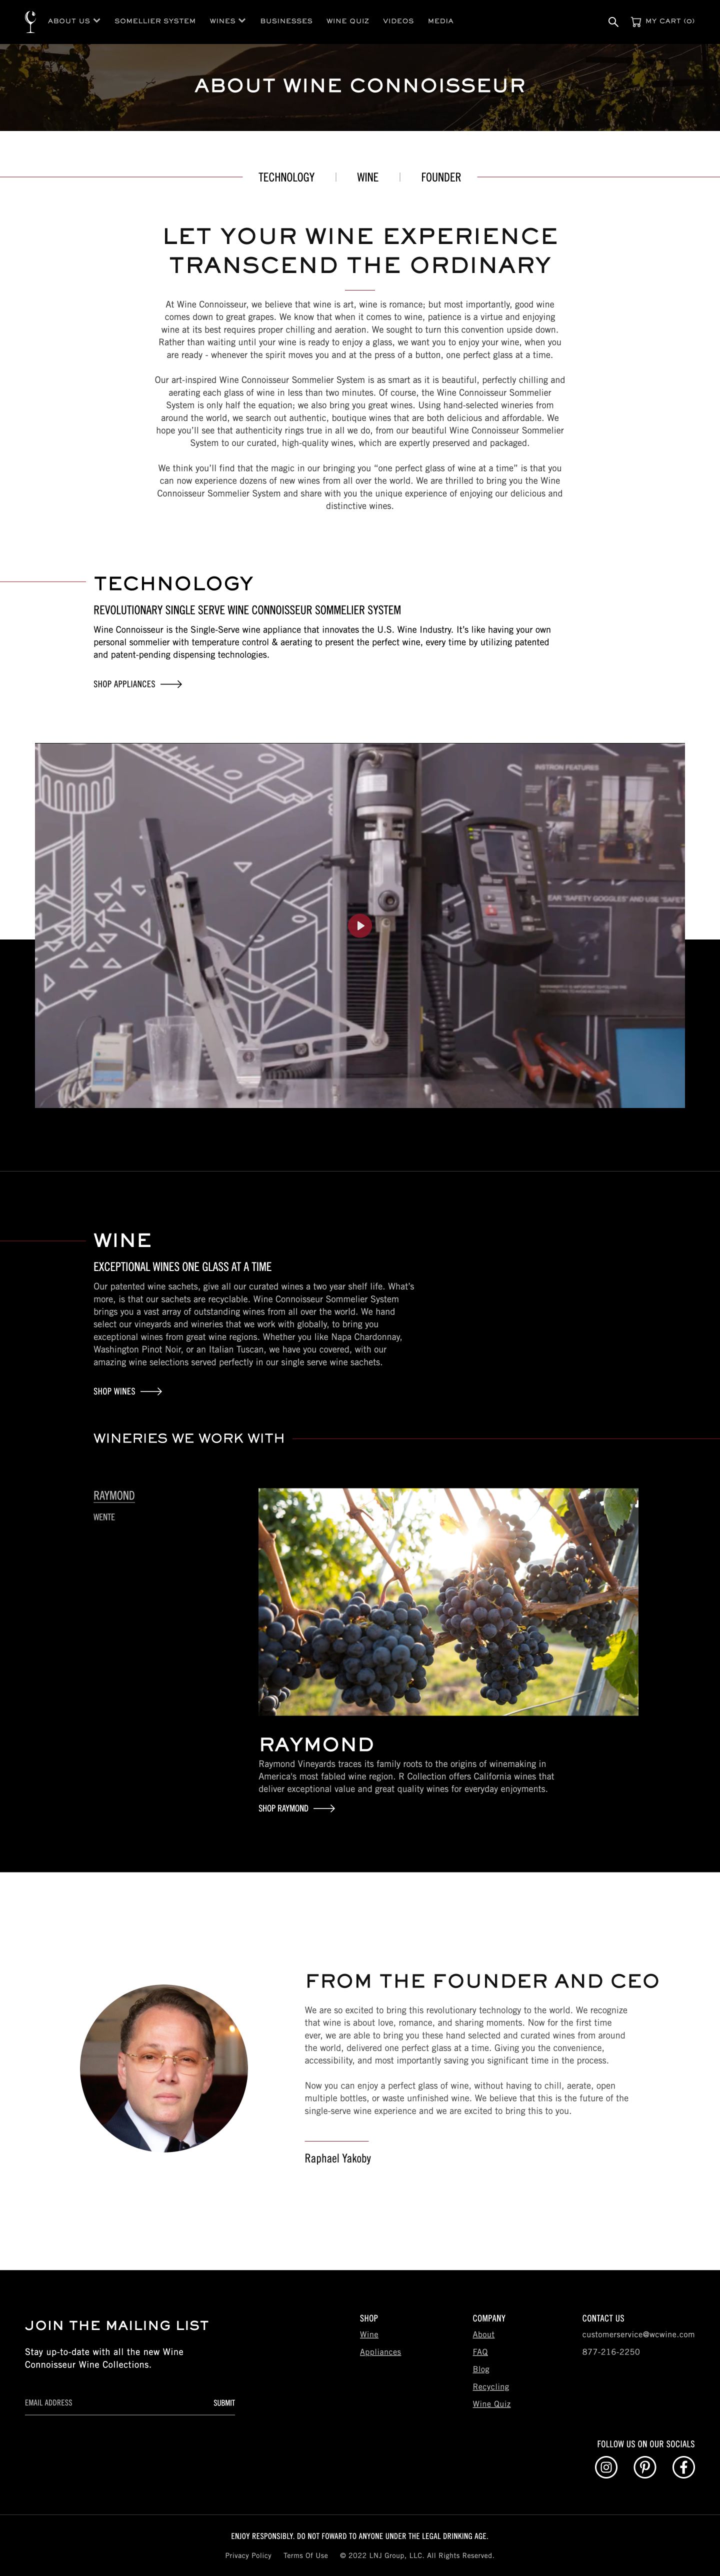 ABOUT US
SOMELLIER SYSTEM
WINES
BUSINESSES
WINE QUIZ
VIDEOS
MEDIA
MY CART (0)
ABOUT WINE CONNOISSEUR
TECHNOLOGY
WINE
FOUNDER
LET YOUR WINE EXPERIENCE
TRANSCEND THE ORDINARY
At Wine Connoisseur, we believe that wine is art, wine is romance; but most importantly, good wine
comes down to great grapes. We know that when it comes to wine, patience is a virtue and enjoying
wine at its best requires proper chilling and aeration. We sought to turn this convention upside down.
Rather than waiting until your wine is ready to enjoy a glass, we want you to enjoy your wine, when you
are ready - whenever the spirit moves you and at the press of a button, one perfect glass at a time.
Our art-inspired Wine Connoisseur Sommelier System is as smart as it is beautiful, perfectly chilling and
aerating each glass of wine in less than two minutes. Of course, the Wine Connoisseur Sommelier
System is only half the equation; we also bring you great wines. Using hand-selected wineries from
around the world, we search out authentic, boutique wines that are both delicious and affordable. We
hope you'll see that authenticity rings true in all we do, from our beautiful Wine Connoisseur Sommelier
System to our curated, high-quality wines, which are expertly preserved and packaged.
We think you'll find that the magic in our bringing you “one perfect glass of wine at a time” is that you
can now experience dozens of new wines from all over the world. We are thrilled to bring you the Wine
Connoisseur Sommelier System and share with you the unique experience of enjoying our delicious and
distinctive wines.
TECHNOLOGY
REVOLUTIONARY SINGLE SERVE WINE CONNOISSEUR SOMMELIER SYSTEM
Wine Connoisseur is the Single-Serve wine appliance that innovates the U.S. Wine Industry. It's like having your own
personal sommelier with temperature control & aerating to present the perfect wine, every time by utilizing patented
and patent-pending dispensing technologies.
SHOP APPLIANCES
INSTRON FEATURES
EAR "SAFETY GOGGLES" AND USE "SAFET
WINE
EXCEPTIONAL WINES ONE GLASS AT A TIME
Our patented wine sachets, give all our curated wines a two year shelf life. What's
more, is that our sachets are recyclable. Wine Connoisseur Sommelier System
brings you a vast array of outstanding wines from all over the world. We hand
select our vineyards and wineries that we work with globally, to bring you
exceptional wines from great wine regions. Whether you like Napa Chardonnay,
Washington Pinot Noir, or an Italian Tuscan, we have you covered, with our
amazing wine selections served perfectly in our single serve wine sachets.
SHOP WINES
WINERIES WE WORK WITH
RAYMOND
WENTE
RAYMOND
Raymond Vineyards traces its family roots to the origins of winemaking in
America's most fabled wine region. R Collection offers California wines that
deliver exceptional value and great quality wines for everyday enjoyments.
SHOP RAYMOND
FROM THE FOUNDER AND CEO
We are so excited to bring this revolutionary technology to the world. We recognize
that wine is about love, romance, and sharing moments. Now for the first time
ever, we are able to bring you these hand selected and curated wines from around
the world, delivered one perfect glass at a time. Giving you the convenience,
accessibility, and most importantly saving you significant time in the process.
Now you can enjoy a perfect glass of wine, without having to chill, aerate, open
multiple bottles, or waste unfinished wine. We believe that this is the future of the
single-serve wine experience and we are excited to bring this to you.
Raphael Yakoby
JOIN THE MAILING LIST
Stay up-to-date with all the new Wine
Connoisseur Wine Collections.
EMAIL ADDRESS
SUBMIT
SHOP
Wine
Appliances
COMPANY
About
FAQ
Blog
Recycling
Wine Quiz
CONTACT US
customerservice@wcwine.com
877-216-2250
FOLLOW US ON OUR SOCIALS
ENJOY RESPONSIBLY. DO NOT FOWARD TO ANYONE UNDER THE LEGAL DRINKING AGE.
Privacy Policy
Terms Of Use
© 2022 LNJ Group, LLC. All Rights Reserved.